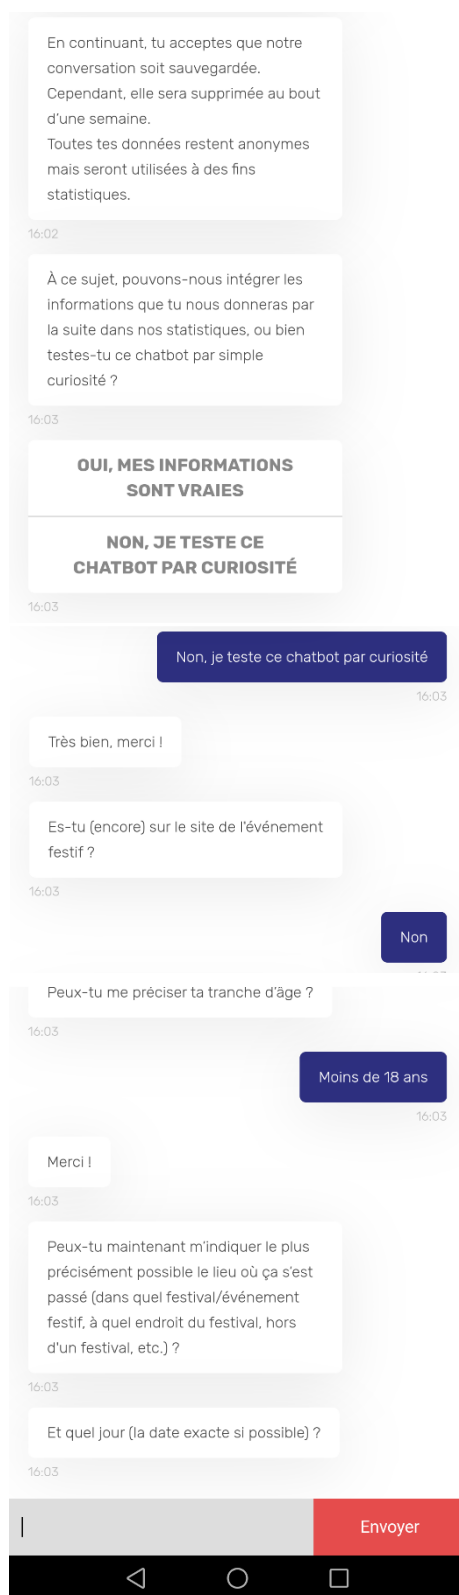 En continuant, tu acceptes que notre
conversation soit sauvegardée.
Cependant, elle sera supprimée au bout
d'une semaine.
Toutes tes données restent anonymes
mais seront utilisées à des fins
statistiques.
16:02
À ce sujet, pouvons-nous intégrer les
informations que tu nous donneras par
la suite dans nos statistiques, ou bien
testes-tu ce chatbot par simple
curiosité ?
16:03
OUI, MES INFORMATIONS
SONT VRAIES
NON, JE TESTE CE
CHATBOT PAR CURIOSITÉ
16:03
Non, je teste ce chatbot par curiosité
16:03
Très bien, merci !
16:03
Es-tu (encore) sur le site de l'événement
festif ?
16:03
Non
Peux-tu me préciser ta tranche d'âge ?
16:03
Moins de 18 ans
16:03
Merci !
16:03
Peux-tu maintenant m'indiquer le plus
précisément possible le lieu où ça s'est
passé (dans quel festival/événement
festif, à quel endroit du festival, hors
d'un festival, etc.) ?
16:03
Et quel jour (la date exacte si possible) ?
16:03
Envoyer